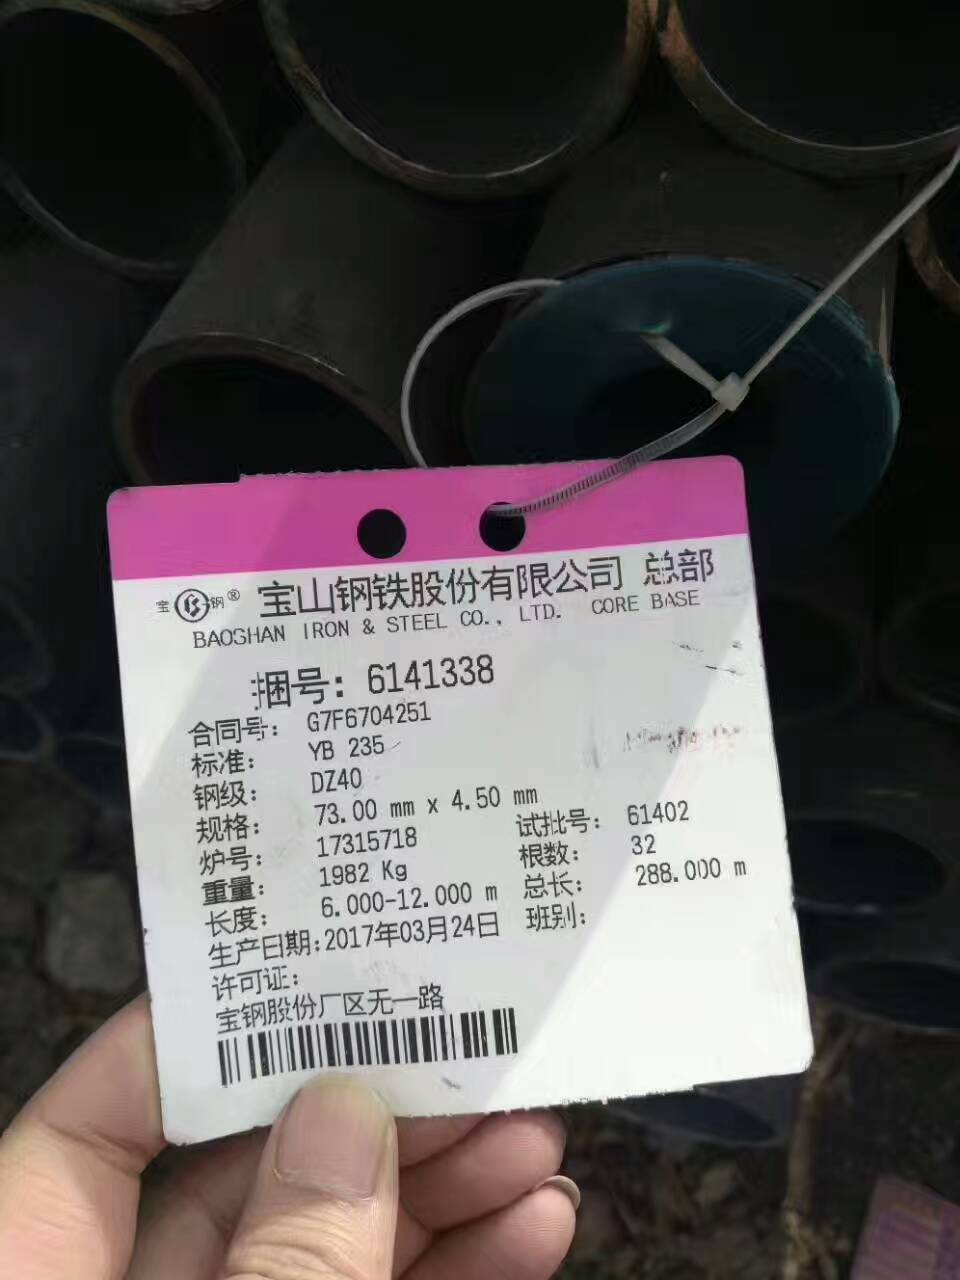 宝钢®
宝山钢铁股份有限公司 总部
BAOSHAN IRON & STEEL CO., LTD. CORE BASE
捆号: 6141338
合同号: G7F6704251
标准: YB 235
钢级: DZ40
规格: 73.00 mm x 4.50 mm
炉号: 17315718 试批号: 61402
重量: 1982 Kg 根数: 32
长度: 6.000-12.000 m 总长: 288.000 m
生产日期: 2017年03月24日 班别:
许可证:
宝钢股份厂区无一路